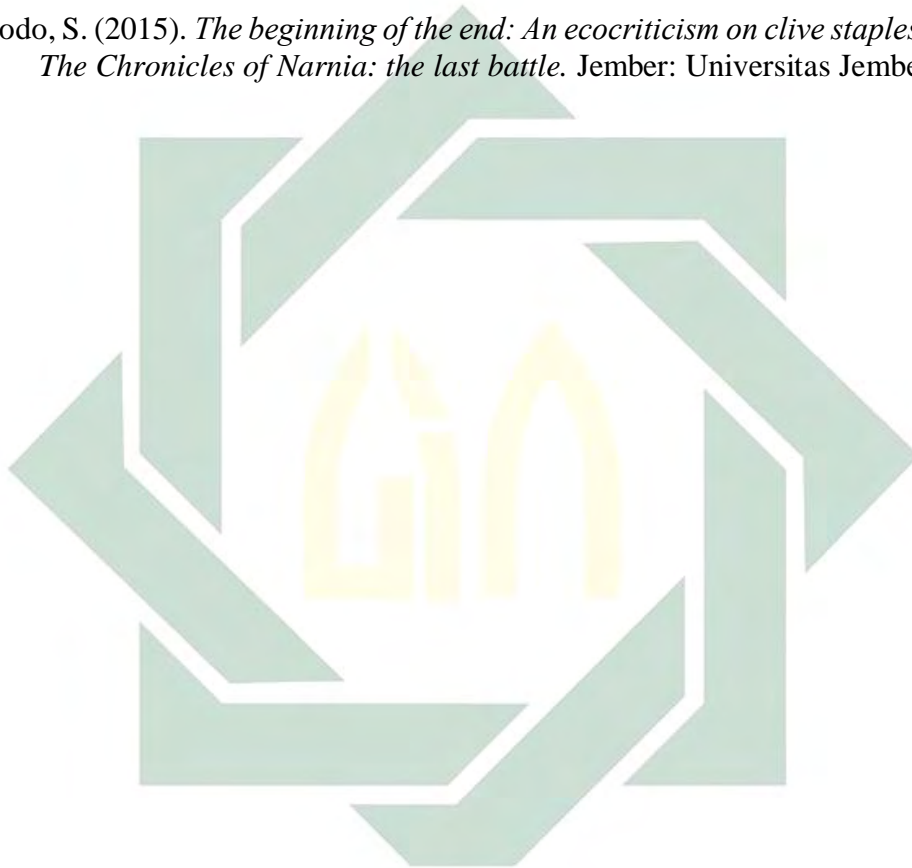 odo, S. (2015). The beginning of the end: An ecocriticism on clive staples
The Chronicles of Narnia: the last battle. Jember: Universitas Jembe
UIN